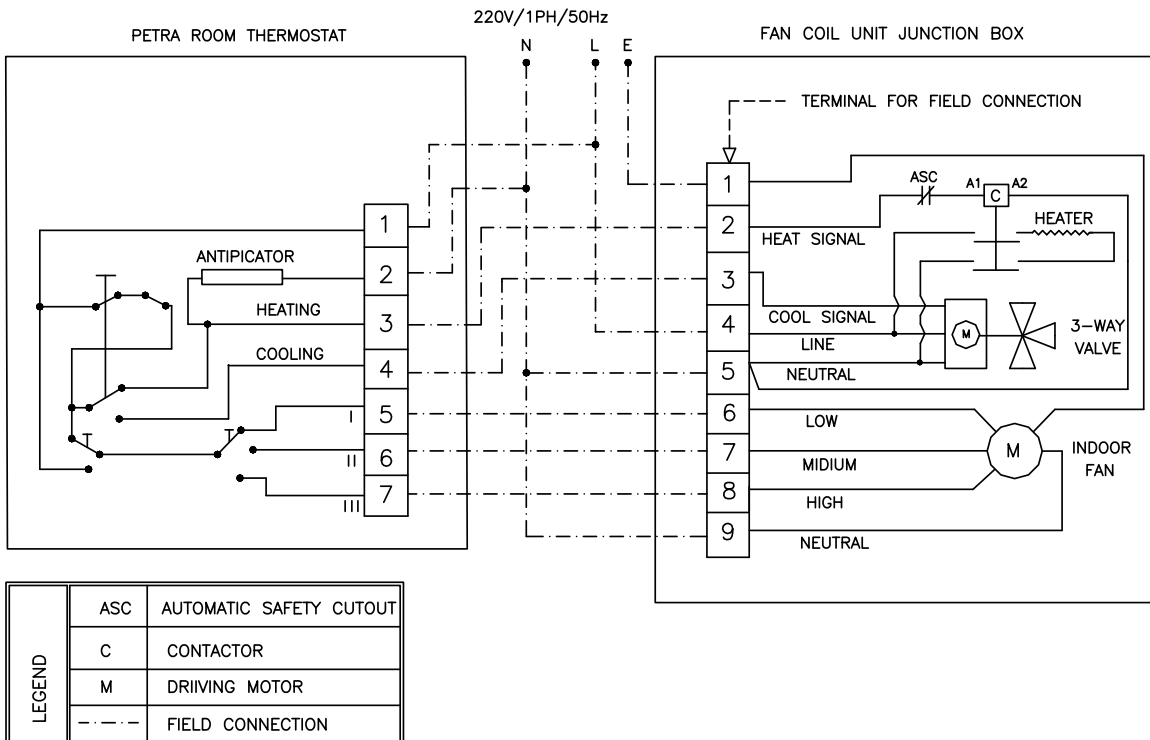 220V/1PH/50Hz
PETRA ROOM THERMOSTAT
N L E
FAN COIL UNIT JUNCTION BOX
TERMINAL FOR FIELD CONNECTION
1
2
3
4
5
6
7
ANTIPICATOR
HEATING
COOLING
I
II
III
1
2
3
4
5
6
7
8
9
ASC
A1 C A2
HEATER
HEAT SIGNAL
COOL SIGNAL
LINE
NEUTRAL
M
3-WAY
VALVE
LOW
MIDIUM
HIGH
NEUTRAL
M
INDOOR
FAN
LEGEND
ASC AUTOMATIC SAFETY CUTOUT
C CONTACTOR
M DRIIVING MOTOR
FIELD CONNECTION